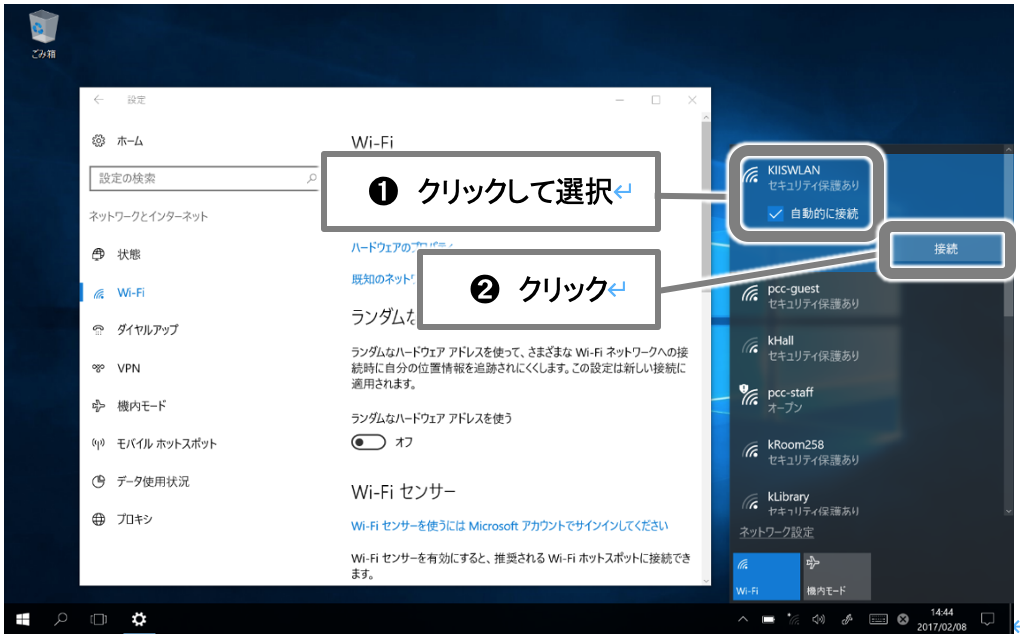 ごみ箱
設定
ホーム
設定の検索
ネットワークとインターネット
状態
Wi-Fi
ダイヤルアップ
VPN
機内モード
モバイル ホットスポット
データ使用状況
プロキシ
Wi-Fi
❶ クリックして選択↵
ハードウェアのプロパティ
既知のネット
❷ クリック↵
ランダムな
ランダムなハードウェア アドレスを使って、さまざまな Wi-Fi ネットワークへの接
続時に自分の位置情報を追跡されにくくします。この設定は新しい接続に
適用されます。
ランダムなハードウェア アドレスを使う
オフ
Wi-Fi センサー
Wi-Fi センサーを使うには Microsoft アカウントでサインインしてください
Wi-Fi センサーを有効にすると、推奨される Wi-Fi ホットスポットに接続でき
ます。
KIISWLAN
セキュリティ保護あり
自動的に接続
接続
pcc-guest
セキュリティ保護あり
kHall
セキュリティ保護あり
pcc-staff
オープン
kRoom258
セキュリティ保護あり
kLibrary
セキュリティ保護あり
ネットワーク設定
Wi-Fi
機内モード
14:44
2017/02/08